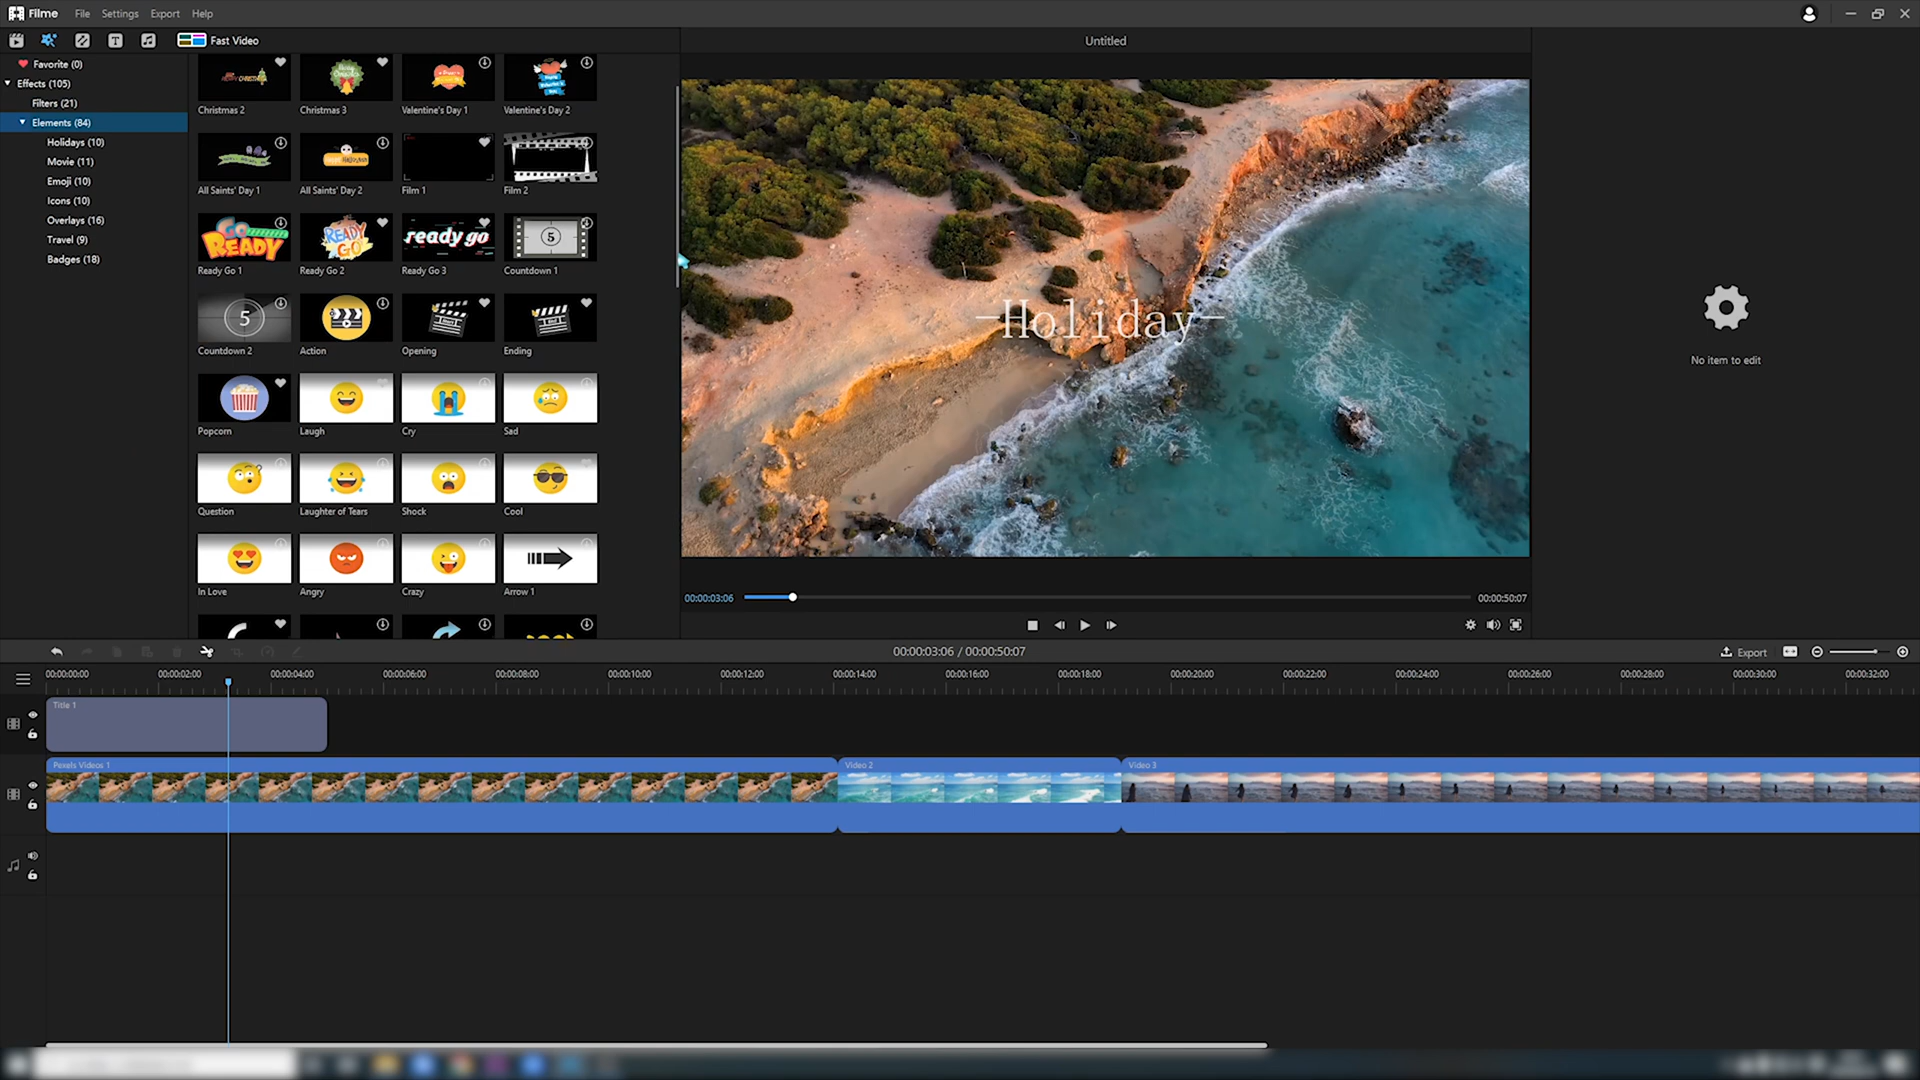 Filme File Settings Export Help
Fast Video
Untitled
Favorite (0)
Effects (105)
Filters (21)
Elements (84)
Holidays (10)
Movie (11)
Emoji (10)
Icons (10)
Overlays (16)
Travel (9)
Badges (18)
Christmas 2 Christmas 3 Valentine's Day 1 Valentine's Day 2
All Saints' Day 1 All Saints' Day 2 Film 1 Film 2
GO READY READY GO! ready go 5
Ready Go 1 Ready Go 2 Ready Go 3 Countdown 1
5
Countdown 2 Action Opening Ending
Popcorn Laugh Cry Sad
Question Laughter of Tears Shock Cool
In Love Angry Crazy Arrow 1
—Holiday—
00:00:03:06 00:00:50:07
No item to edit
00:00:03:06 / 00:00:50:07
Export
00:00:00:00 00:00:02:00 00:00:04:00 00:00:06:00 00:00:08:00 00:00:10:00 00:00:12:00 00:00:14:00 00:00:16:00 00:00:18:00 00:00:20:00 00:00:22:00 00:00:24:00 00:00:26:00 00:00:28:00 00:00:30:00 00:00:32:00
Title 1
Pexels Videos 1 Video 2 Video 3